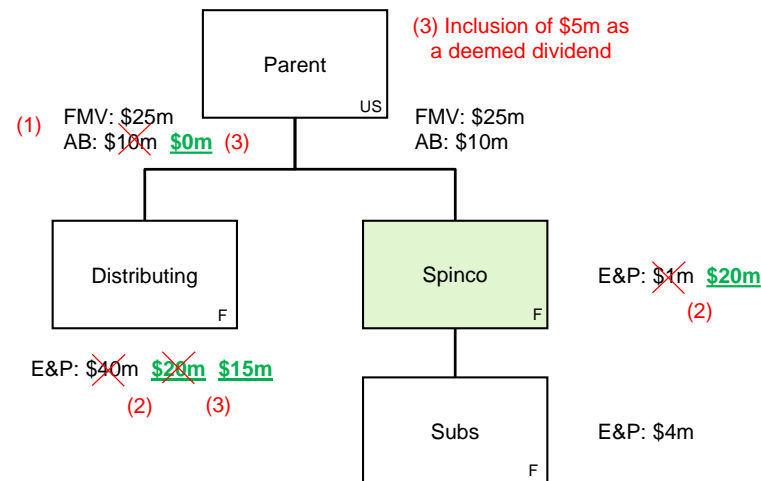 (3) Inclusion of $5m as
a deemed dividend
Parent
US
(1)
FMV: $25m
AB: $10m $0m (3)
FMV: $25m
AB: $10m
Distributing
F
Spinco
F
E&P: $1m $20m
(2)
E&P: $40m $20m $15m
(2) (3)
Subs
F
E&P: $4m